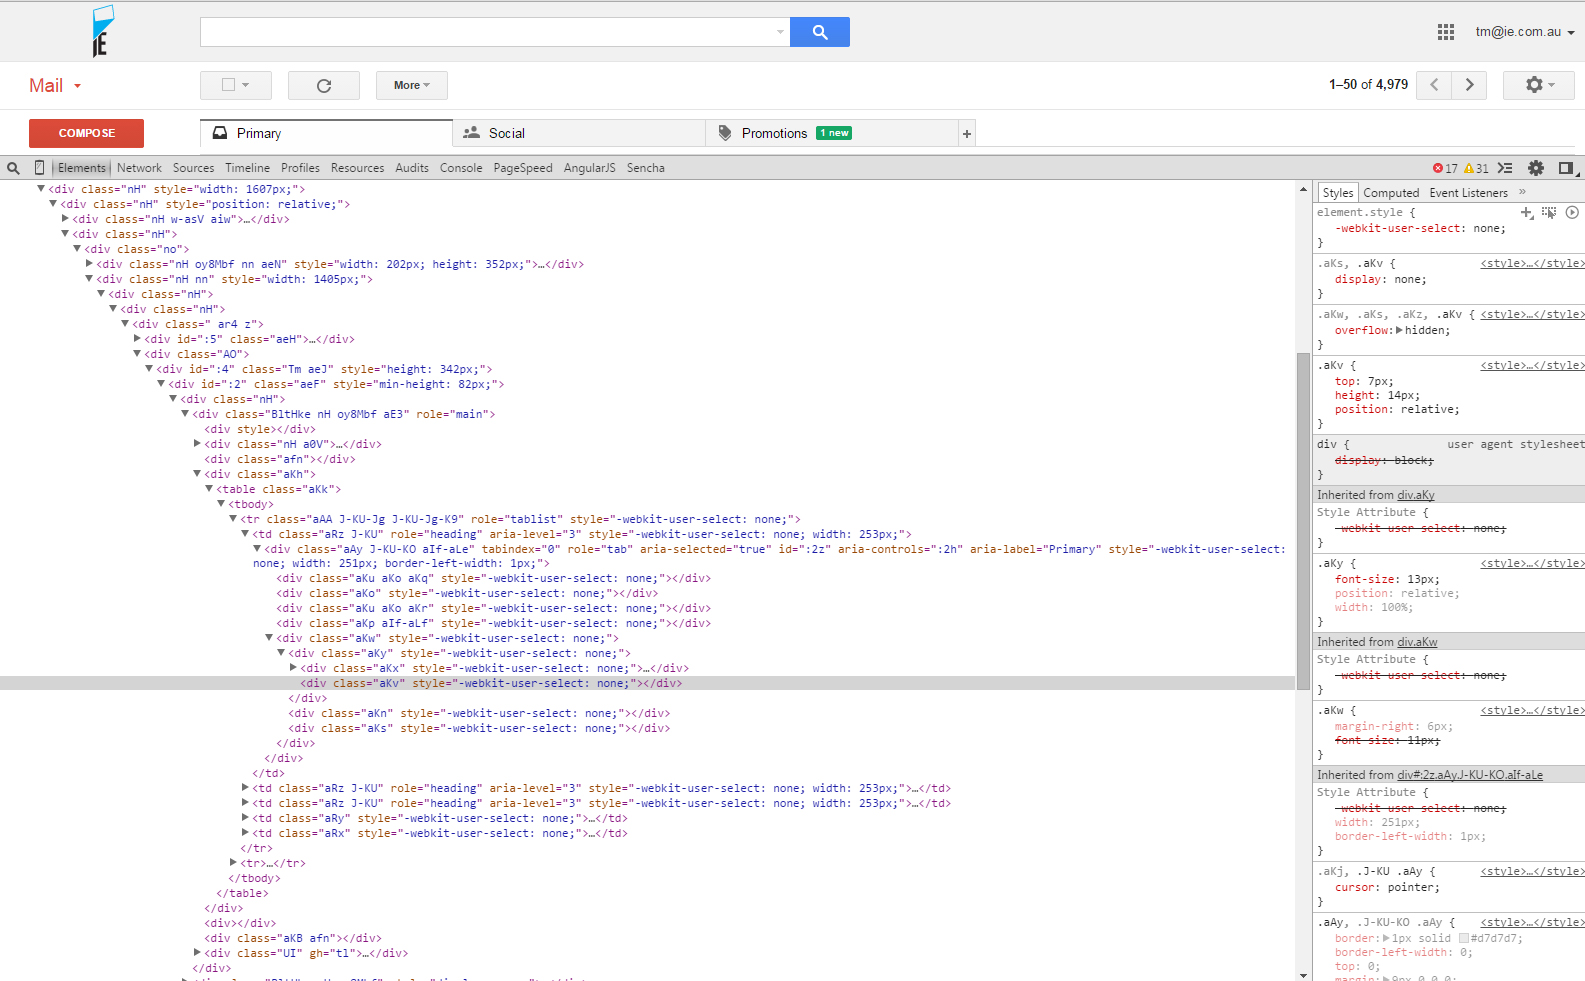 iE
tm@ie.com.au
Mail
More
1–50 of 4,979
COMPOSE
Primary
Social
Promotions 1 new
+
Elements Network Sources Timeline Profiles Resources Audits Console PageSpeed AngularJS Sencha
17 31
<div class="nH" style="width: 1607px;">
<div class="nH" style="position: relative;">
<div class="nH w-asV aiw">…</div>
<div class="nH">
<div class="no">
<div class="nH oy8Mbf nn aeN" style="width: 202px; height: 352px;">…</div>
<div class="nH nn" style="width: 1405px;">
<div class="nH">
<div class="nH">
<div class=" ar4 z">
<div id=":5" class="aeH">…</div>
<div class="AO">
<div id=":4" class="Tm aeJ" style="height: 342px;">
<div id=":2" class="aeF" style="min-height: 82px;">
<div class="nH">
<div class="BltHke nH oy8Mbf aE3" role="main">
<div style></div>
<div class="nH a0V">…</div>
<div class="afn"></div>
<div class="aKh">
<table class="aKk">
<tbody>
<tr class="aAA J-KU-Jg J-KU-Jg-K9" role="tablist" style="-webkit-user-select: none;">
<td class="aRz J-KU" role="heading" aria-level="3" style="-webkit-user-select: none; width: 253px;">
<div class="aAy J-KU-KO aIf-aLe" tabindex="0" role="tab" aria-selected="true" id=":2z" aria-controls=":2h" aria-label="Primary" style="-webkit-user-select:
none; width: 251px; border-left-width: 1px;">
<div class="aKu aKo aKq" style="-webkit-user-select: none;"></div>
<div class="aKo" style="-webkit-user-select: none;"></div>
<div class="aKu aKo aKr" style="-webkit-user-select: none;"></div>
<div class="aKp aIf-aLf" style="-webkit-user-select: none;"></div>
<div class="aKw" style="-webkit-user-select: none;">
<div class="aKy" style="-webkit-user-select: none;">
<div class="aKx" style="-webkit-user-select: none;">…</div>
<div class="aKv" style="-webkit-user-select: none;"></div>
</div>
<div class="aKn" style="-webkit-user-select: none;"></div>
<div class="aKs" style="-webkit-user-select: none;"></div>
</div>
</div>
</td>
<td class="aRz J-KU" role="heading" aria-level="3" style="-webkit-user-select: none; width: 253px;">…</td>
<td class="aRz J-KU" role="heading" aria-level="3" style="-webkit-user-select: none; width: 253px;">…</td>
<td class="aRy" style="-webkit-user-select: none;">…</td>
<td class="aRx" style="-webkit-user-select: none;">…</td>
</tr>
<tr>…</tr>
</tbody>
</table>
</div>
<div></div>
<div class="aKB afn"></div>
<div class="UI" gh="tl">…</div>
</div>
Styles Computed Event Listeners »
element.style {
-webkit-user-select: none;
}
.aKs, .aKv { <style>…</style>
display: none;
}
.aKw, .aKs, .aKz, .aKv { <style>…</style>
overflow: hidden;
}
.aKv { <style>…</style>
top: 7px;
height: 14px;
position: relative;
}
div { user agent stylesheet
display: block;
}
Inherited from div.aKy
Style Attribute {
-webkit-user-select: none;
}
.aKy { <style>…</style>
font-size: 13px;
position: relative;
width: 100%;
}
Inherited from div.aKw
Style Attribute {
-webkit-user-select: none;
}
.aKw { <style>…</style>
margin-right: 6px;
font-size: 11px;
}
Inherited from div#:2z.aAy.J-KU-KO.aIf-aLe
Style Attribute {
-webkit-user-select: none;
width: 251px;
border-left-width: 1px;
}
.aKj, .J-KU .aAy { <style>…</style>
cursor: pointer;
}
.aAy, .J-KU-KO .aAy { <style>…</style>
border: 1px solid #d7d7d7;
border-left-width: 0;
top: 0;
margin: 9px 0 0 0;